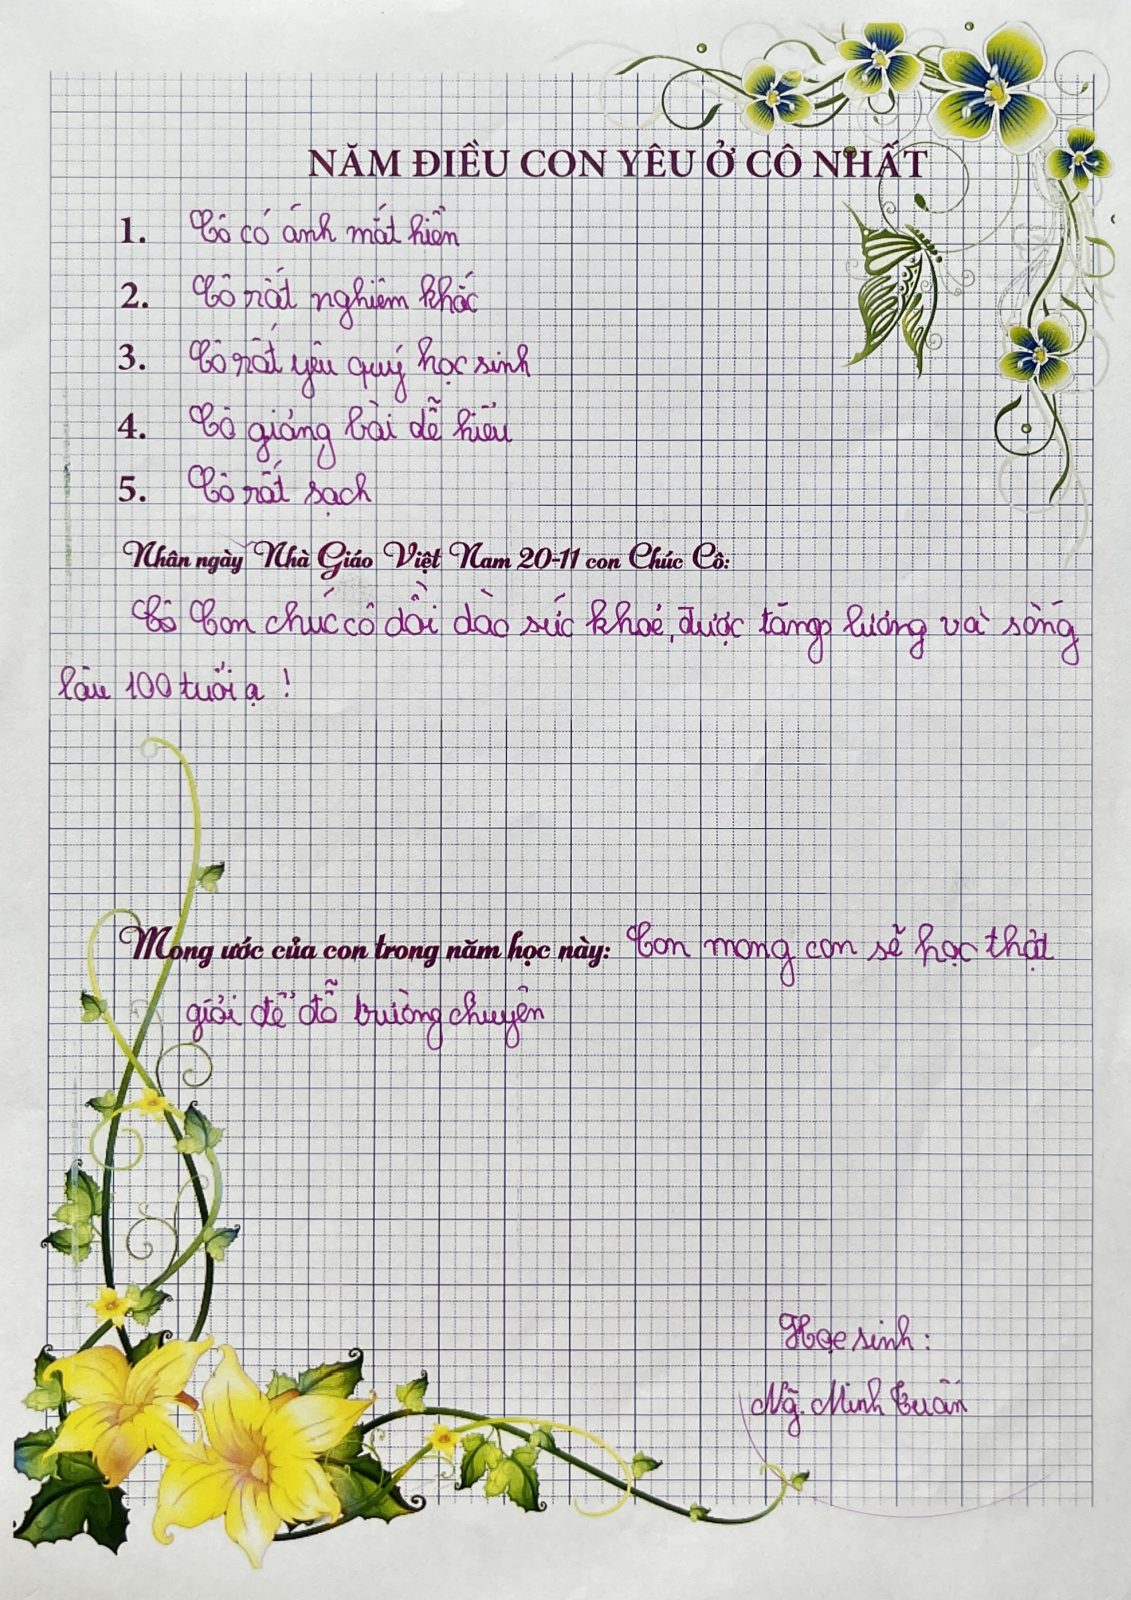 NĂM ĐIỀU CON YÊU Ở CÔ NHẤT
1. Cô có ánh mắt hiền
2. Cô rất nghiêm khắc
3. Cô rất yêu quý học sinh
4. Cô giảng bài dễ hiểu
5. Cô rất sạch
Nhân ngày Nhà Giáo Việt Nam 20-11 con Chúc Cô:
Cô Con chúc cô dồi dào sức khoẻ, được tăng lương và sống
lâu 100 tuổi ạ !
Mong ước của con trong năm học này: Con mong con sẽ học thật
giỏi để đỗ trường chuyên
Học sinh :
Ng. Minh Tuấn